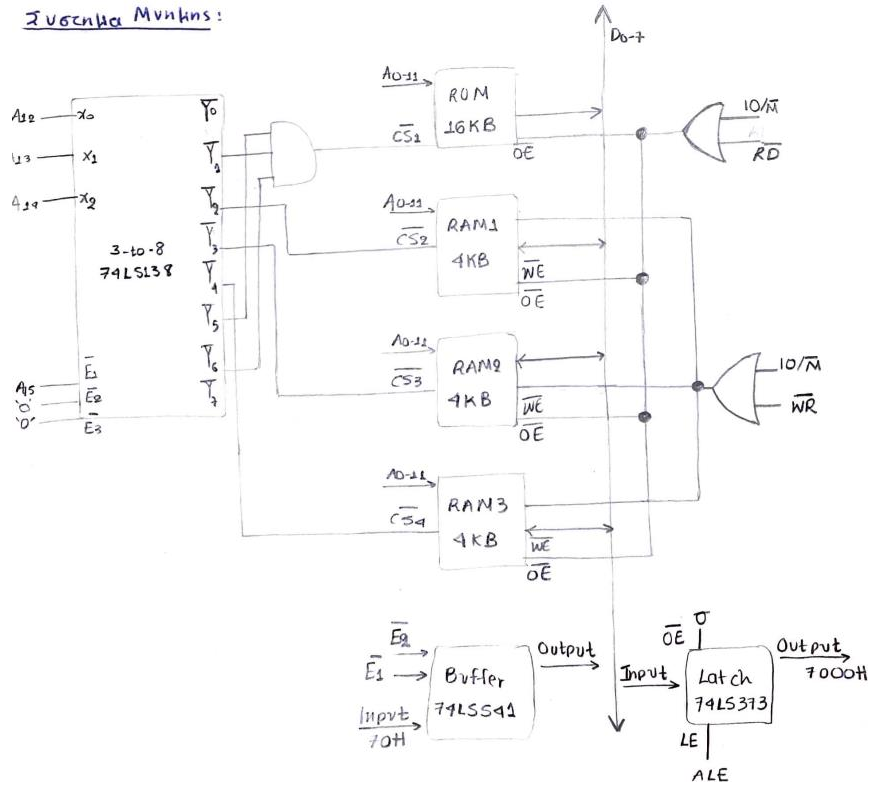 Συστημα Μνημης:
D0-7
A0-11
ROM
16KB
CS1
OE
IO/M
RD
A12
X0
Y0
A13
X1
Y1
A14
X2
Y2
3-to-8
74LS138
Y3
Y4
Y5
Y6
Y7
A15
E1
'0'
E2
'0'
E3
A0-11
RAM1
4KB
CS2
WE
OE
A0-11
RAM2
4KB
CS3
WE
OE
IO/M
WR
A0-11
RAM3
4KB
CS4
WE
OE
E2
E1
Input
70H
Buffer
74LS541
Output
OE
0
Input
Latch
74LS373
Output
7000H
LE
ALE